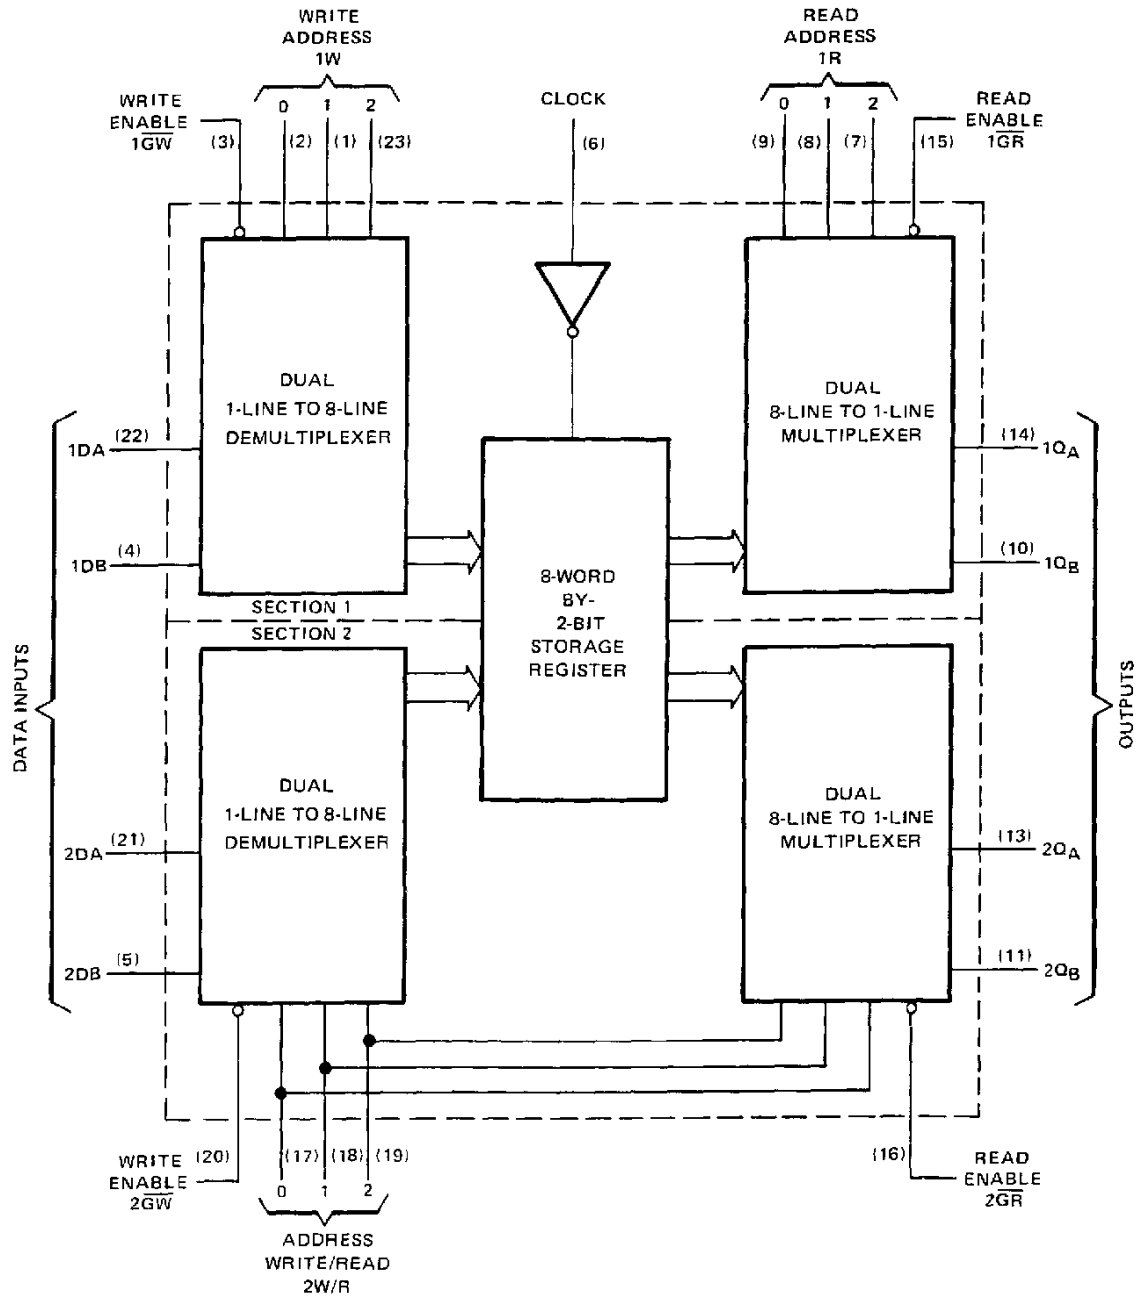 WRITE
ADDRESS
1W
READ
ADDRESS
1R
WRITE
ENABLE
1G̅W̅
0 1 2
CLOCK
0 1 2
READ
ENABLE
1G̅R̅
(3) (2) (1) (23)
(6)
(9) (8) (7) (15)
DUAL
1-LINE TO 8-LINE
DEMULTIPLEXER
DUAL
8-LINE TO 1-LINE
MULTIPLEXER
1DA (22)
(14) 1QA
1DB (4)
(10) 1QB
8-WORD
BY-
2-BIT
STORAGE
REGISTER
SECTION 1
SECTION 2
DATA INPUTS
OUTPUTS
DUAL
1-LINE TO 8-LINE
DEMULTIPLEXER
DUAL
8-LINE TO 1-LINE
MULTIPLEXER
2DA (21)
(13) 2QA
2DB (5)
(11) 2QB
WRITE
ENABLE
2G̅W̅
(20) (17) (18) (19)
0 1 2
(16)
READ
ENABLE
2G̅R̅
ADDRESS
WRITE/READ
2W/R